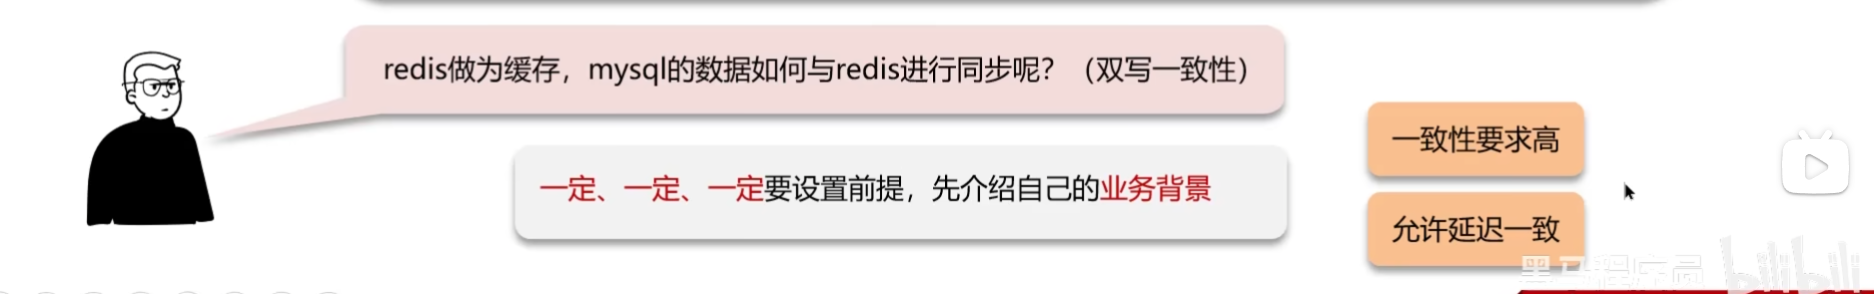 redis做为缓存，mysql的数据如何与redis进行同步呢？（双写一致性）
一致性要求高
一定、一定、一定要设置前提，先介绍自己的业务背景
允许延迟一致
黑马程序员 bilibili